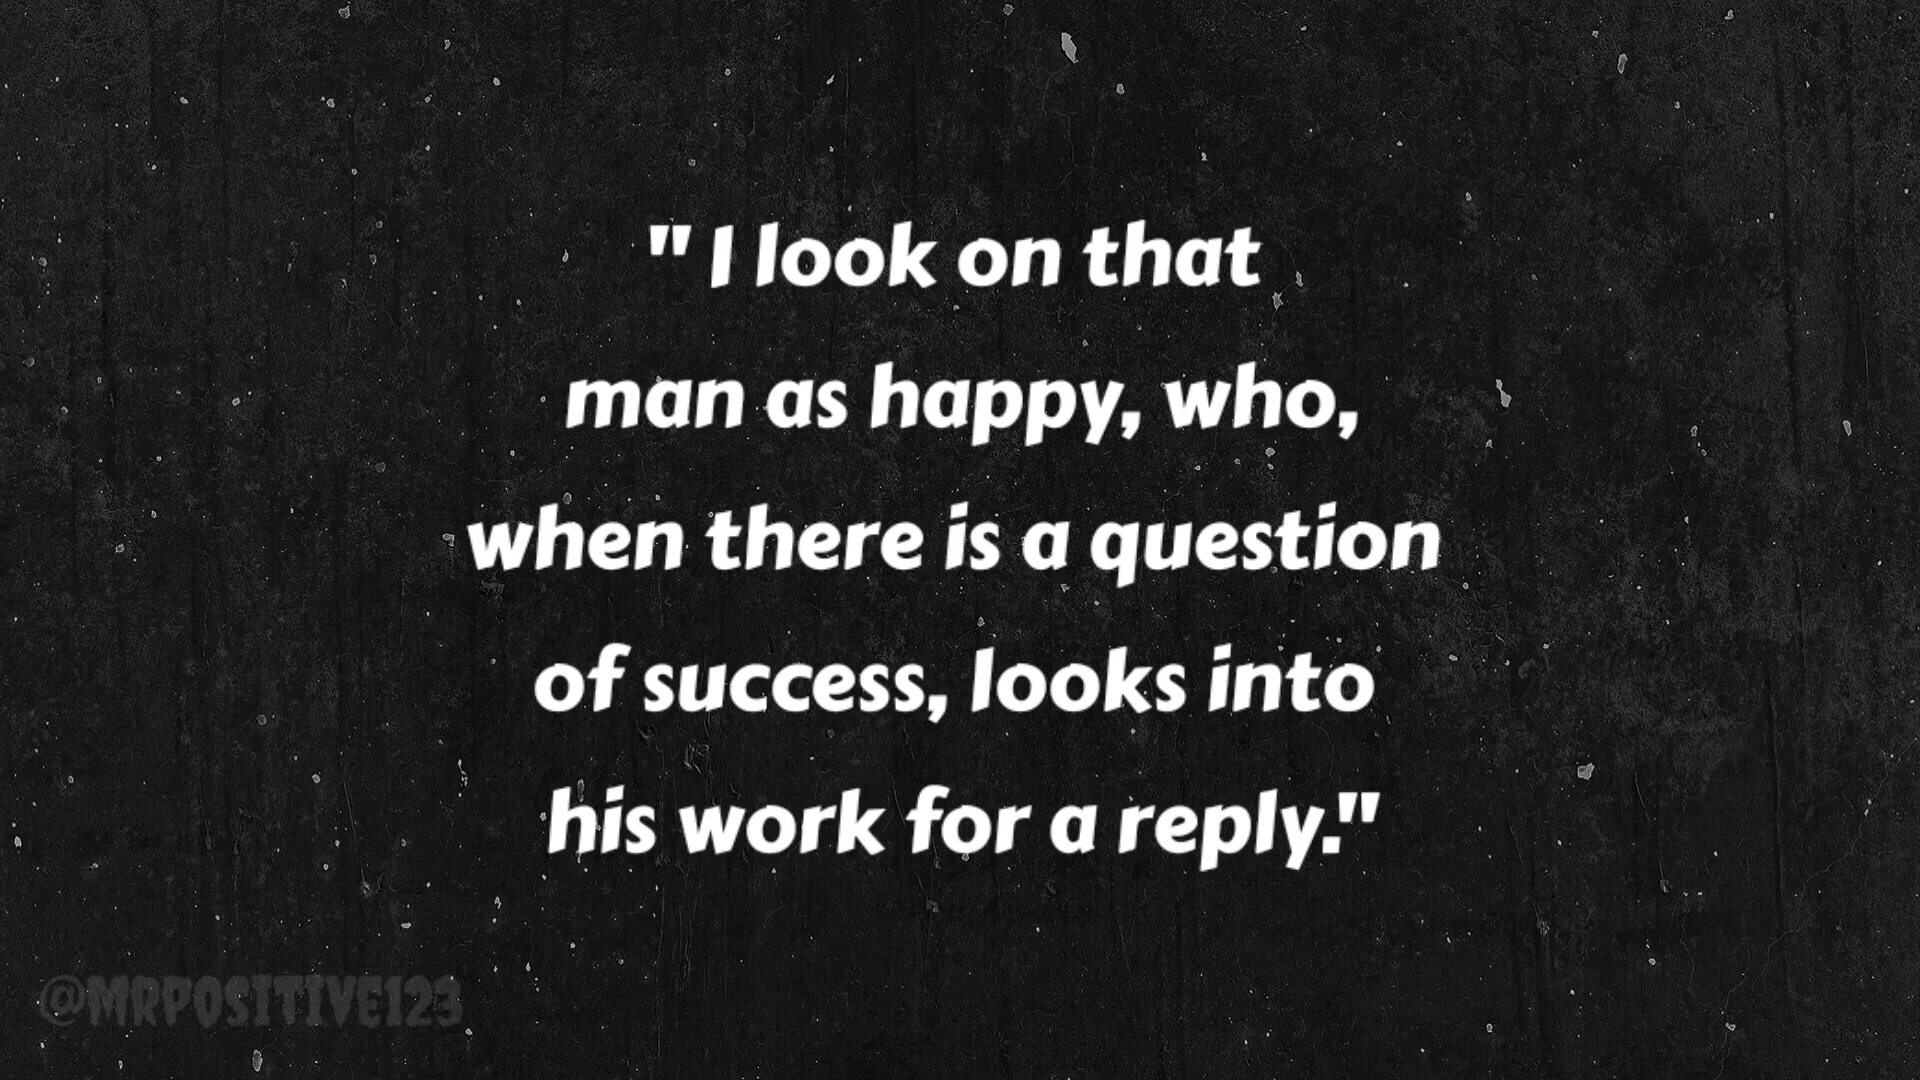 " I look on that
man as happy, who,
when there is a question
of success, looks into
his work for a reply."
@MRPOSITIVE123